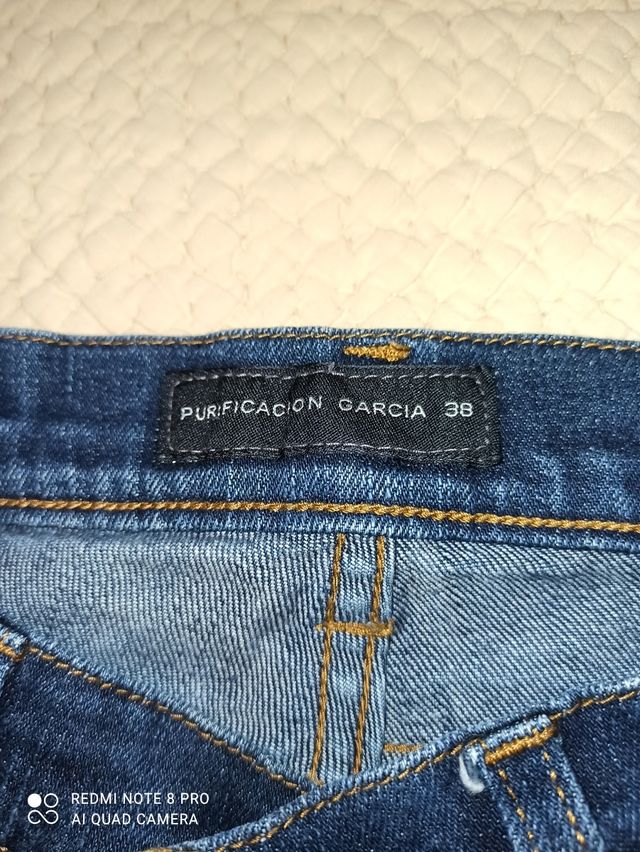 PURIFICACION GARCIA 38
REDMI NOTE 8 PRO
AI QUAD CAMERA